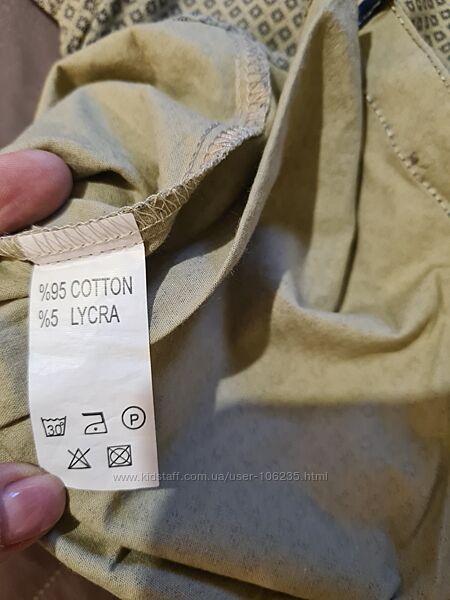 %95 COTTON
%5 LYCRA
30° P
www.kidstaff.com.ua/user-106235.html